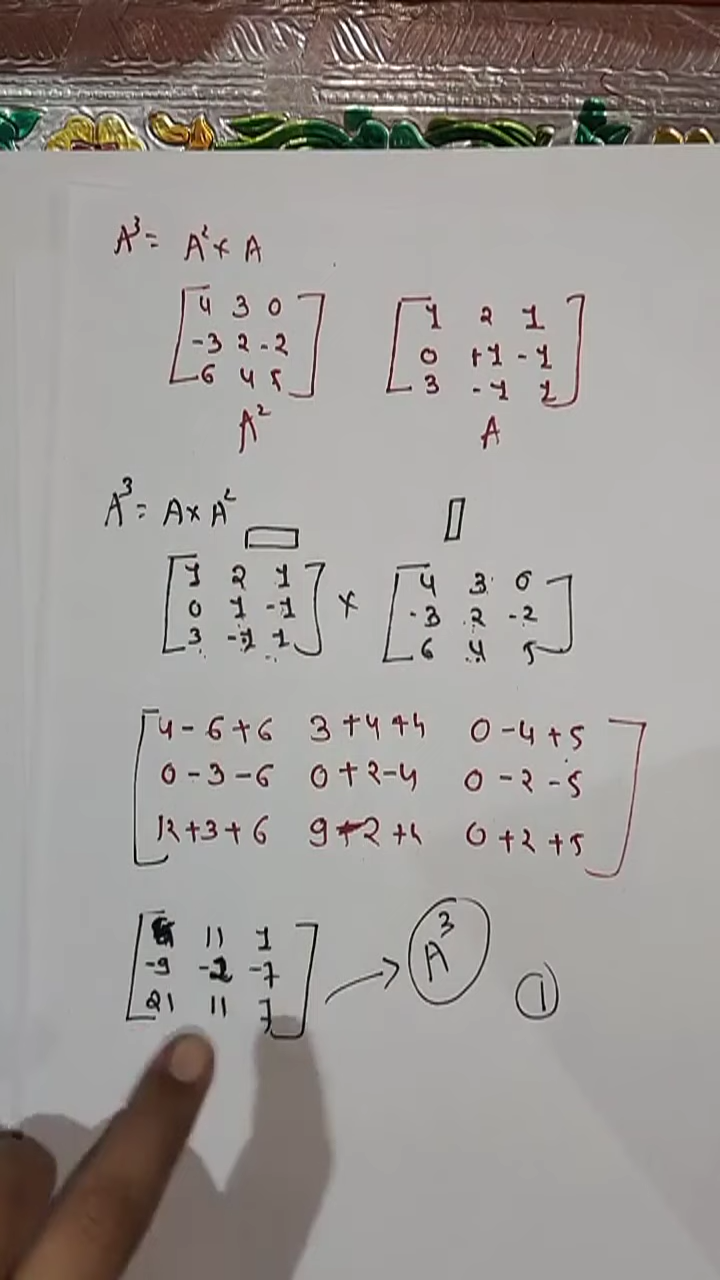 A³ = A² × A
[4 3 0] [1 2 1]
[-3 2 -2] [0 +1 -1]
[6 4 5] [3 -1 1]
A² A
A³ = A × A²
[1 2 1] [4 3 0]
[0 1 -1] × [-3 2 -2]
[3 -1 1] [6 4 5]
[4-6+6 3+4+4 0-4+5]
[0-3-6 0+2-4 0-2-5]
[12+3+6 9-2+4 0+2+5]
[11 1]
[-9 -2 -7] → A³ ①
[21 11 7]